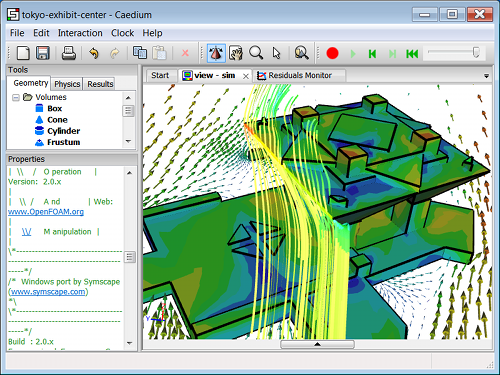 tokyo-exhibit-center - Caedium
File Edit Interaction Clock Help
Tools
Geometry Physics Results
Volumes
Box
Cone
Cylinder
Frustum
Properties
| \\ / O peration |
Version: 2.0.x
|
| \\ / A nd | Web:
www.OpenFOAM.org
|
| \\/ M anipulation |
|
\*---------------------------
-----*/
/* Windows port by Symscape
(www.symscape.com)
*\
\*---------------------------
-----*/
Build : 2.0.x
Start view - sim Residuals Monitor